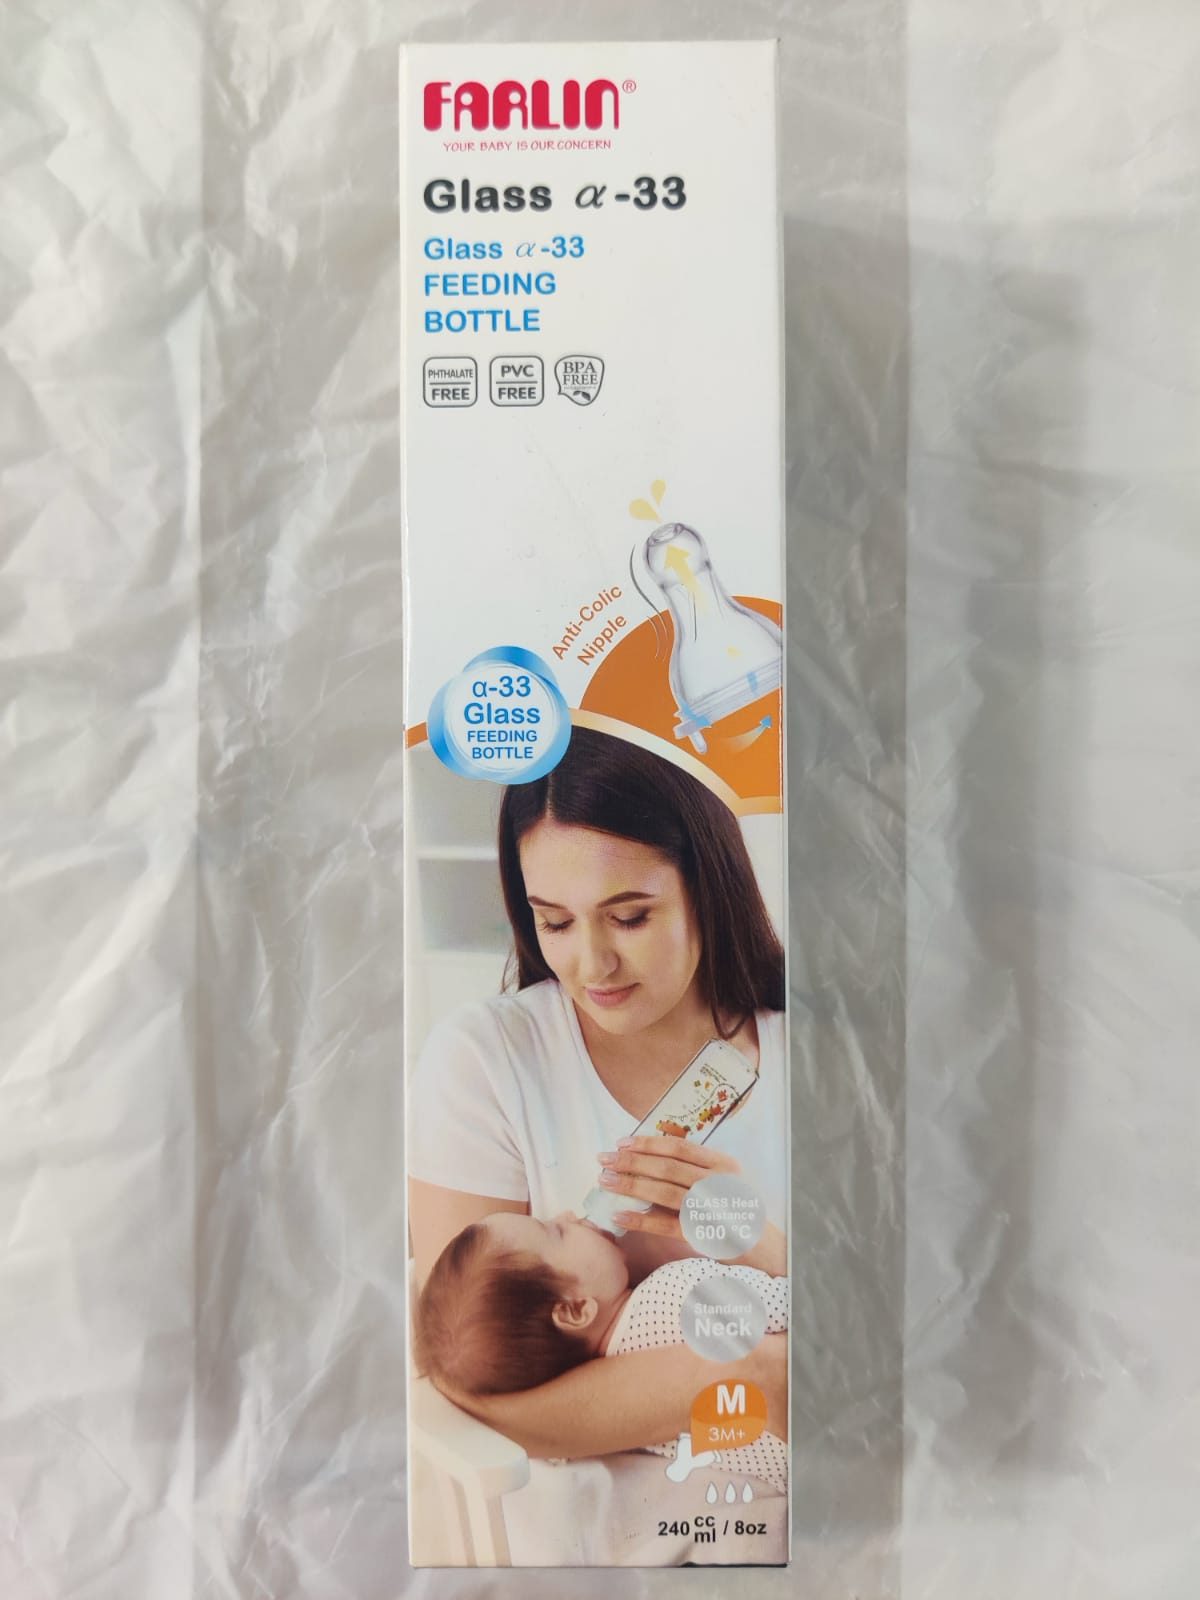 FARLIN®
YOUR BABY IS OUR CONCERN
Glass α-33
Glass α-33
FEEDING
BOTTLE
PHTHALATE
FREE
PVC
FREE
BPA
FREE
Anti-Colic
Nipple
α-33
Glass
FEEDING
BOTTLE
GLASS Heat
Resistance
600 °C
Standard
Neck
M
3M+
240 cc ml / 8oz